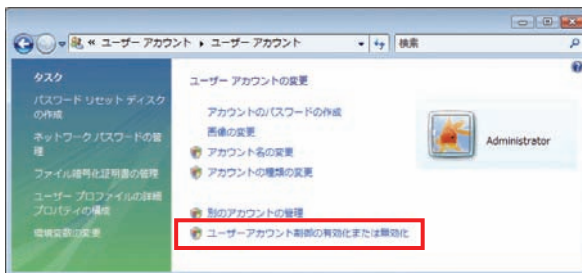 « ユーザー アカウント ▸ ユーザー アカウント
検索
タスク
パスワード リセット ディスク
の作成
ネットワーク パスワードの管
理
ファイル暗号化証明書の管理
ユーザー プロファイルの詳細
プロパティの構成
環境変数の変更
ユーザー アカウントの変更
アカウントのパスワードの作成
画像の変更
アカウント名の変更
アカウントの種類の変更
別のアカウントの管理
ユーザーアカウント制御の有効化または無効化
Administrator